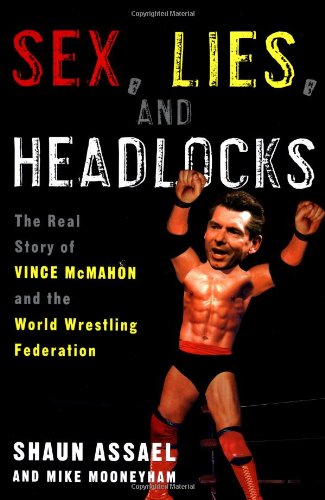 SEX, LIES,
AND
HEADLOCKS
The Real
Story of
VINCE McMAHON
and the
World Wrestling
Federation
SHAUN ASSAEL
AND MIKE MOONEYHAM